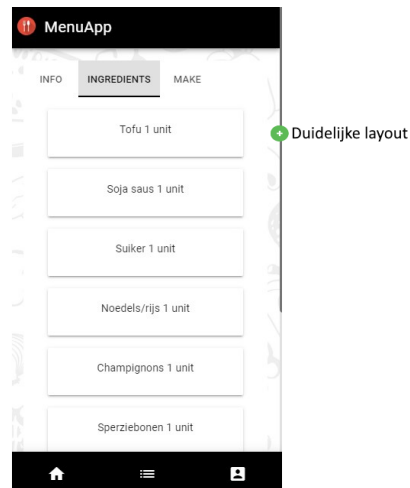 MenuApp
INFO INGREDIENTS MAKE
Tofu 1 unit
Duidelijke layout
Soja saus 1 unit
Suiker 1 unit
Noedels/rijs 1 unit
Champignons 1 unit
Sperziebonen 1 unit